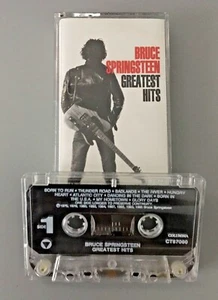 BRUCE
SPRINGSTEEN
GREATEST
HITS
BORN TO RUN • THUNDER ROAD • BADLANDS • THE RIVER • HUNGRY
HEART • ATLANTIC CITY • DANCING IN THE DARK • BORN IN
THE U.S.A. • MY HOMETOWN • GLORY DAYS
SIDE
1
COLUMBIA
CT67060
BRUCE SPRINGSTEEN
GREATEST HITS